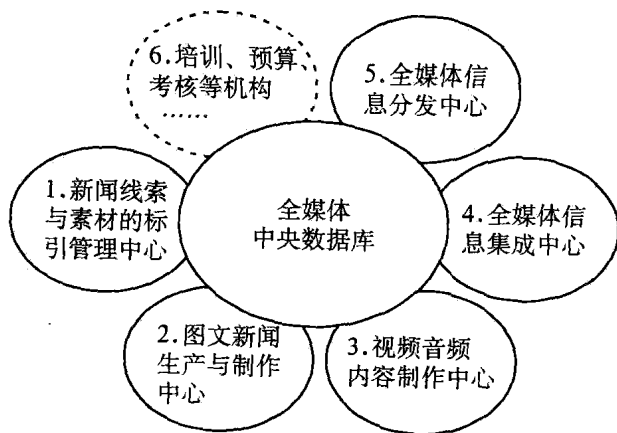 6.培训、预算、
考核等机构
……
5.全媒体信
息分发中心
1.新闻线索
与素材的标
引管理中心
全媒体
中央数据库
4.全媒体信
息集成中心
2.图文新闻
生产与制作
中心
3.视频音频
内容制作中心